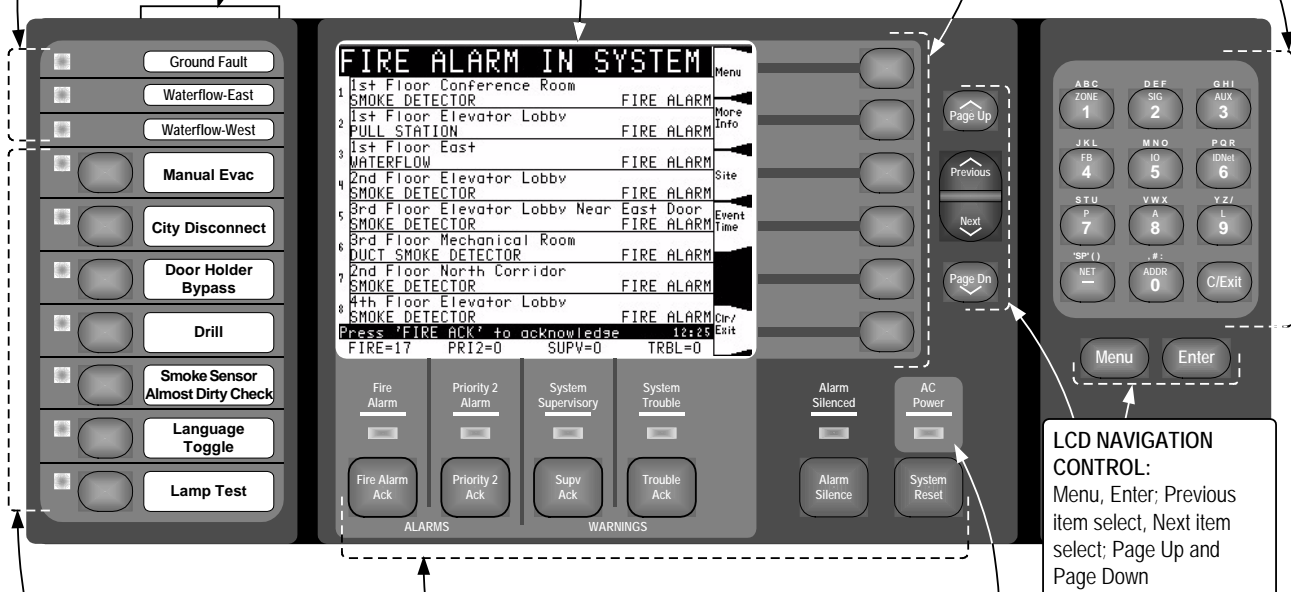 Ground Fault
Waterflow-East
Waterflow-West
Manual Evac
City Disconnect
Door Holder
Bypass
Drill
Smoke Sensor
Almost Dirty Check
Language
Toggle
Lamp Test
FIRE ALARM IN SYSTEM
1 1st Floor Conference Room
SMOKE DETECTOR FIRE ALARM
2 1st Floor Elevator Lobby
PULL STATION FIRE ALARM
3 1st Floor East
WATERFLOW FIRE ALARM
4 2nd Floor Elevator Lobby
SMOKE DETECTOR FIRE ALARM
5 3rd Floor Elevator Lobby Near East Door
SMOKE DETECTOR FIRE ALARM
6 3rd Floor Mechanical Room
DUCT SMOKE DETECTOR FIRE ALARM
7 2nd Floor North Corridor
SMOKE DETECTOR FIRE ALARM
8 4th Floor Elevator Lobby
SMOKE DETECTOR FIRE ALARM
Press 'FIRE ACK' to acknowledge 12:25
FIRE=17 PRI2=0 SUPV=0 TRBL=0
Menu
More
Info
Site
Event
Time
Clr/
Exit
Fire
Alarm
Priority 2
Alarm
System
Supervisory
System
Trouble
Alarm
Silenced
AC
Power
Fire Alarm
Ack
Priority 2
Ack
Supv
Ack
Trouble
Ack
Alarm
Silence
System
Reset
ALARMS WARNINGS
Page Up
Previous
Next
Page Dn
ABC DEF GHI
ZONE SIG AUX
1 2 3
JKL MNO PQR
FB IO IDNet
4 5 6
STU VWX YZ/
P A L
7 8 9
'SP' ( ) , # :
NET ADDR
– 0 C/Exit
Menu Enter
LCD NAVIGATION
CONTROL:
Menu, Enter; Previous
item select, Next item
select; Page Up and
Page Down